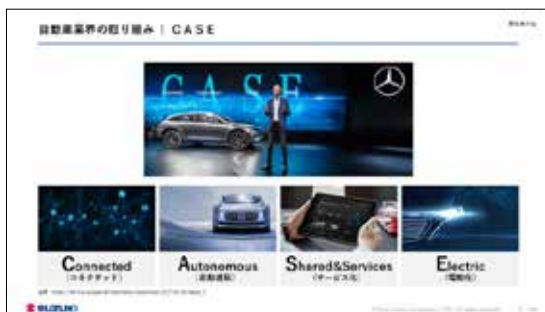 自動車業界の取り組み | CASE
CASE
Connected
(コネクテッド)
Autonomous
(自動運転)
Shared&Services
(サービス化)
Electric
(電動化)
SUZUKI